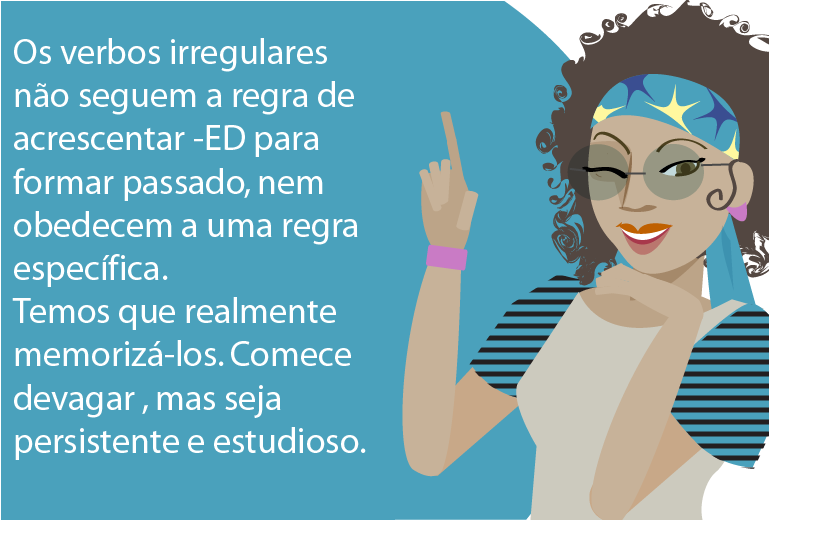 Os verbos irregulares
não seguem a regra de
acrescentar -ED para
formar passado, nem
obedecem a uma regra
específica.
Temos que realmente
memorizá-los. Comece
devagar , mas seja
persistente e estudioso.